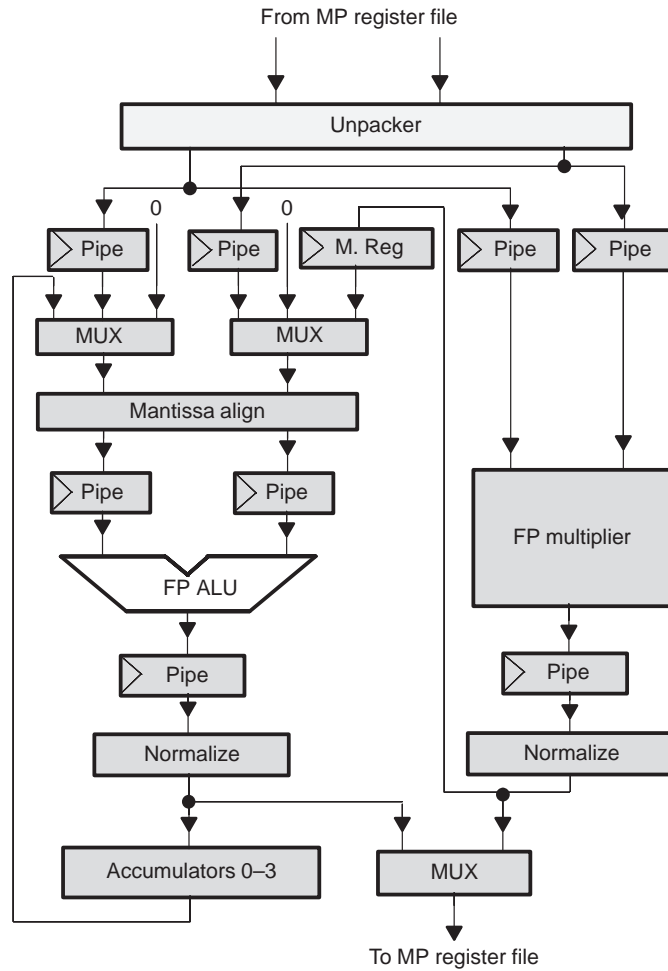 From MP register file
Unpacker
0
0
Pipe
Pipe
M. Reg
Pipe
Pipe
MUX
MUX
Mantissa align
Pipe
Pipe
FP multiplier
FP ALU
Pipe
Pipe
Normalize
Normalize
Accumulators 0–3
MUX
To MP register file